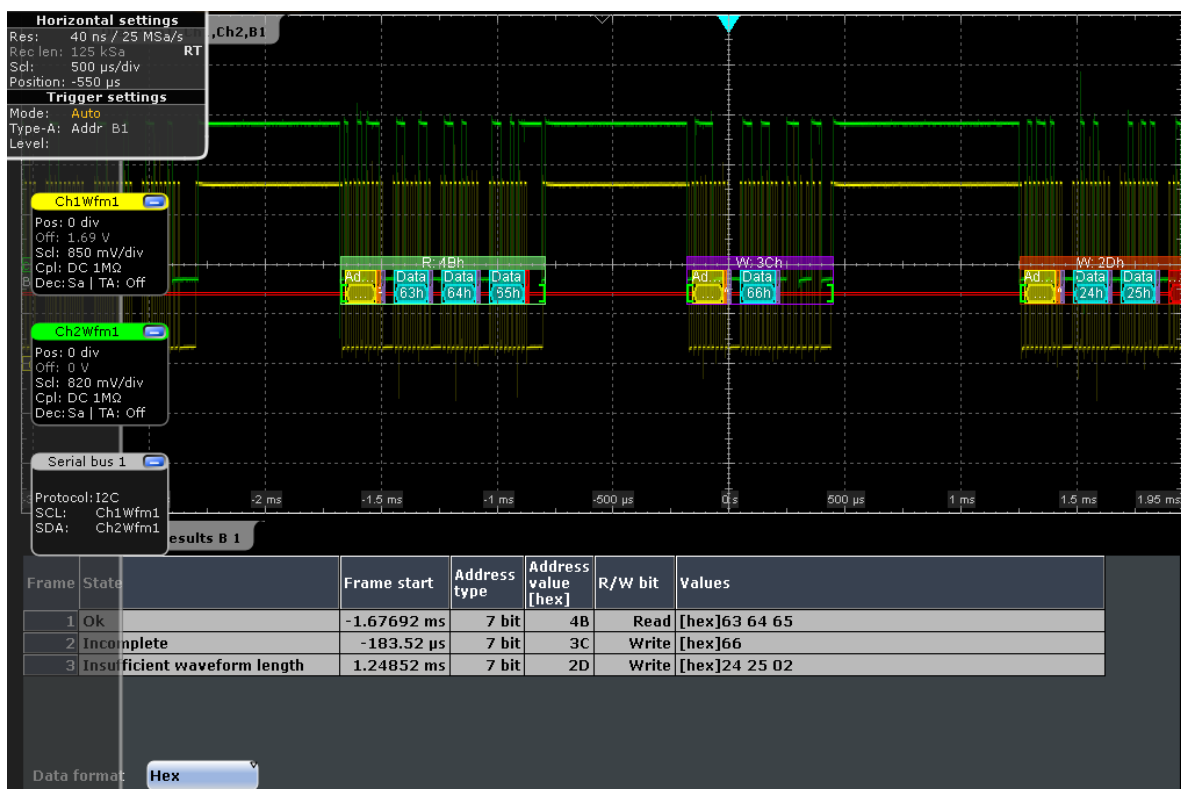 Horizontal settings
Res: 40 ns / 25 MSa/s
Rec len: 125 kSa RT
Scl: 500 µs/div
Position: -550 µs
Trigger settings
Mode: Auto
Type-A: Addr B1
Level:
,Ch2,B1
Ch1Wfm1
Pos: 0 div
Off: 1.69 V
Scl: 850 mV/div
Cpl: DC 1MΩ
Dec:Sa | TA: Off
R: 4Bh
Ad... Data Data Data
... 63h 64h 65h
W: 3Ch
Ad... Data
... 66h
W: 2Dh
Ad... Data Data
... 24h 25h
Ch2Wfm1
Pos: 0 div
Off: 0 V
Scl: 820 mV/div
Cpl: DC 1MΩ
Dec:Sa | TA: Off
Serial bus 1
Protocol: I2C
SCL: Ch1Wfm1
SDA: Ch2Wfm1
-2 ms -1.5 ms -1 ms -500 µs 0 s 500 µs 1 ms 1.5 ms 1.95 ms
esults B 1
Frame State Frame start Address type Address value [hex] R/W bit Values
1 Ok -1.67692 ms 7 bit 4B Read [hex]63 64 65
2 Incomplete -183.52 µs 7 bit 3C Write [hex]66
3 Insufficient waveform length 1.24852 ms 7 bit 2D Write [hex]24 25 02
Data format Hex